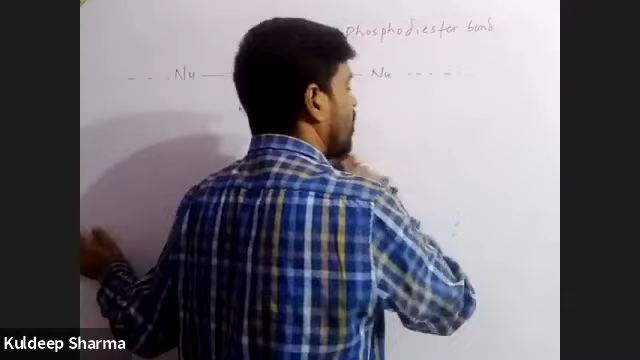 Phosphodiester bond
- - - . Nu — — Nu - - - - - -
Kuldeep Sharma